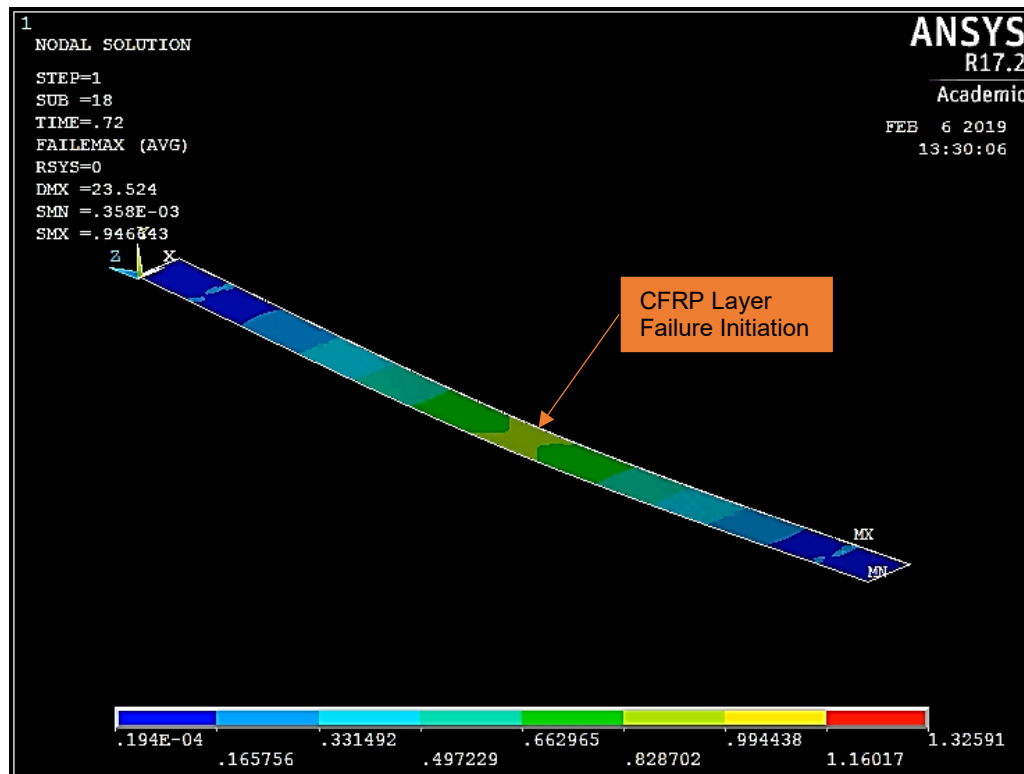 1
NODAL SOLUTION
STEP=1
SUB =18
TIME=.72
FAILEMAX (AVG)
RSYS=0
DMX =23.524
SMN =.358E-03
SMX =.946643
ANSYS
R17.2
Academic
FEB 6 2019
13:30:06
Z
Y
X
CFRP Layer
Failure Initiation
MX
MN
.194E-04
.165756
.331492
.497229
.662965
.828702
.994438
1.16017
1.32591